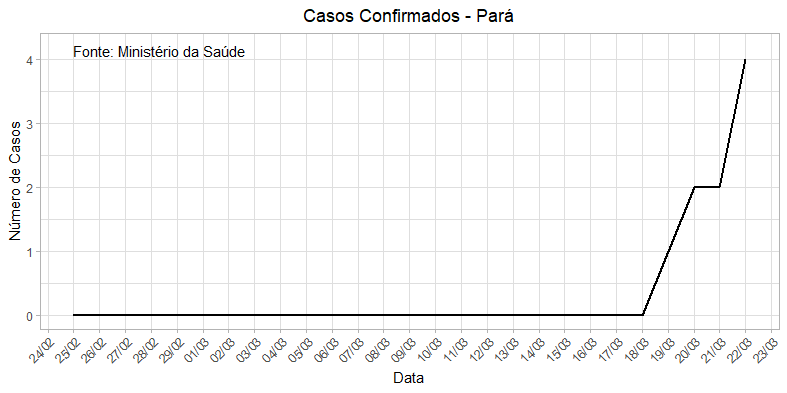 Casos Confirmados - Pará
Fonte: Ministério da Saúde
Número de Casos
4
3
2
1
0
24/02 25/02 26/02 27/02 28/02 29/02 01/03 02/03 03/03 04/03 05/03 06/03 07/03 08/03 09/03 10/03 11/03 12/03 13/03 14/03 15/03 16/03 17/03 18/03 19/03 20/03 21/03 22/03 23/03
Data